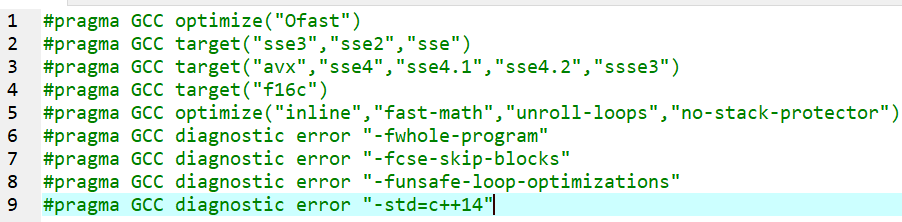 1 #pragma GCC optimize("Ofast")
2 #pragma GCC target("sse3","sse2","sse")
3 #pragma GCC target("avx","sse4","sse4.1","sse4.2","ssse3")
4 #pragma GCC target("f16c")
5 #pragma GCC optimize("inline","fast-math","unroll-loops","no-stack-protector")
6 #pragma GCC diagnostic error "-fwhole-program"
7 #pragma GCC diagnostic error "-fcse-skip-blocks"
8 #pragma GCC diagnostic error "-funsafe-loop-optimizations"
9 #pragma GCC diagnostic error "-std=c++14"